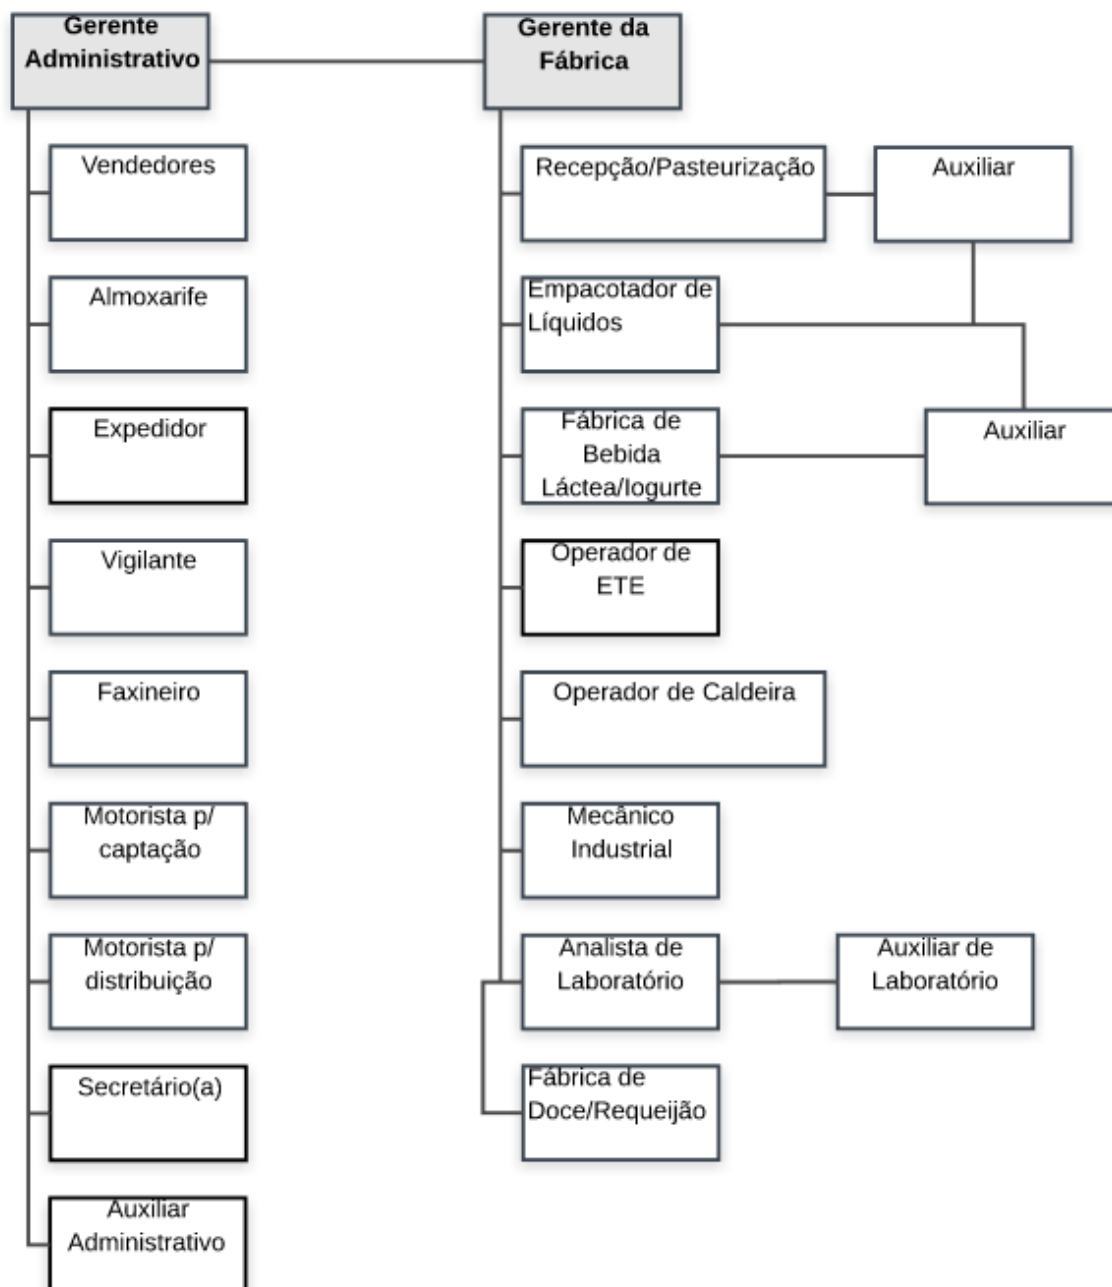 Gerente
Administrativo
Gerente da
Fábrica
Vendedores
Recepção/Pasteurização
Auxiliar
Almoxarife
Empacotador de
Líquidos
Expedidor
Fábrica de
Bebida
Láctea/Iogurte
Auxiliar
Vigilante
Operador de
ETE
Faxineiro
Operador de Caldeira
Motorista p/
captação
Mecânico
Industrial
Motorista p/
distribuição
Analista de
Laboratório
Auxiliar de
Laboratório
Secretário(a)
Fábrica de
Doce/Requeijão
Auxiliar
Administrativo